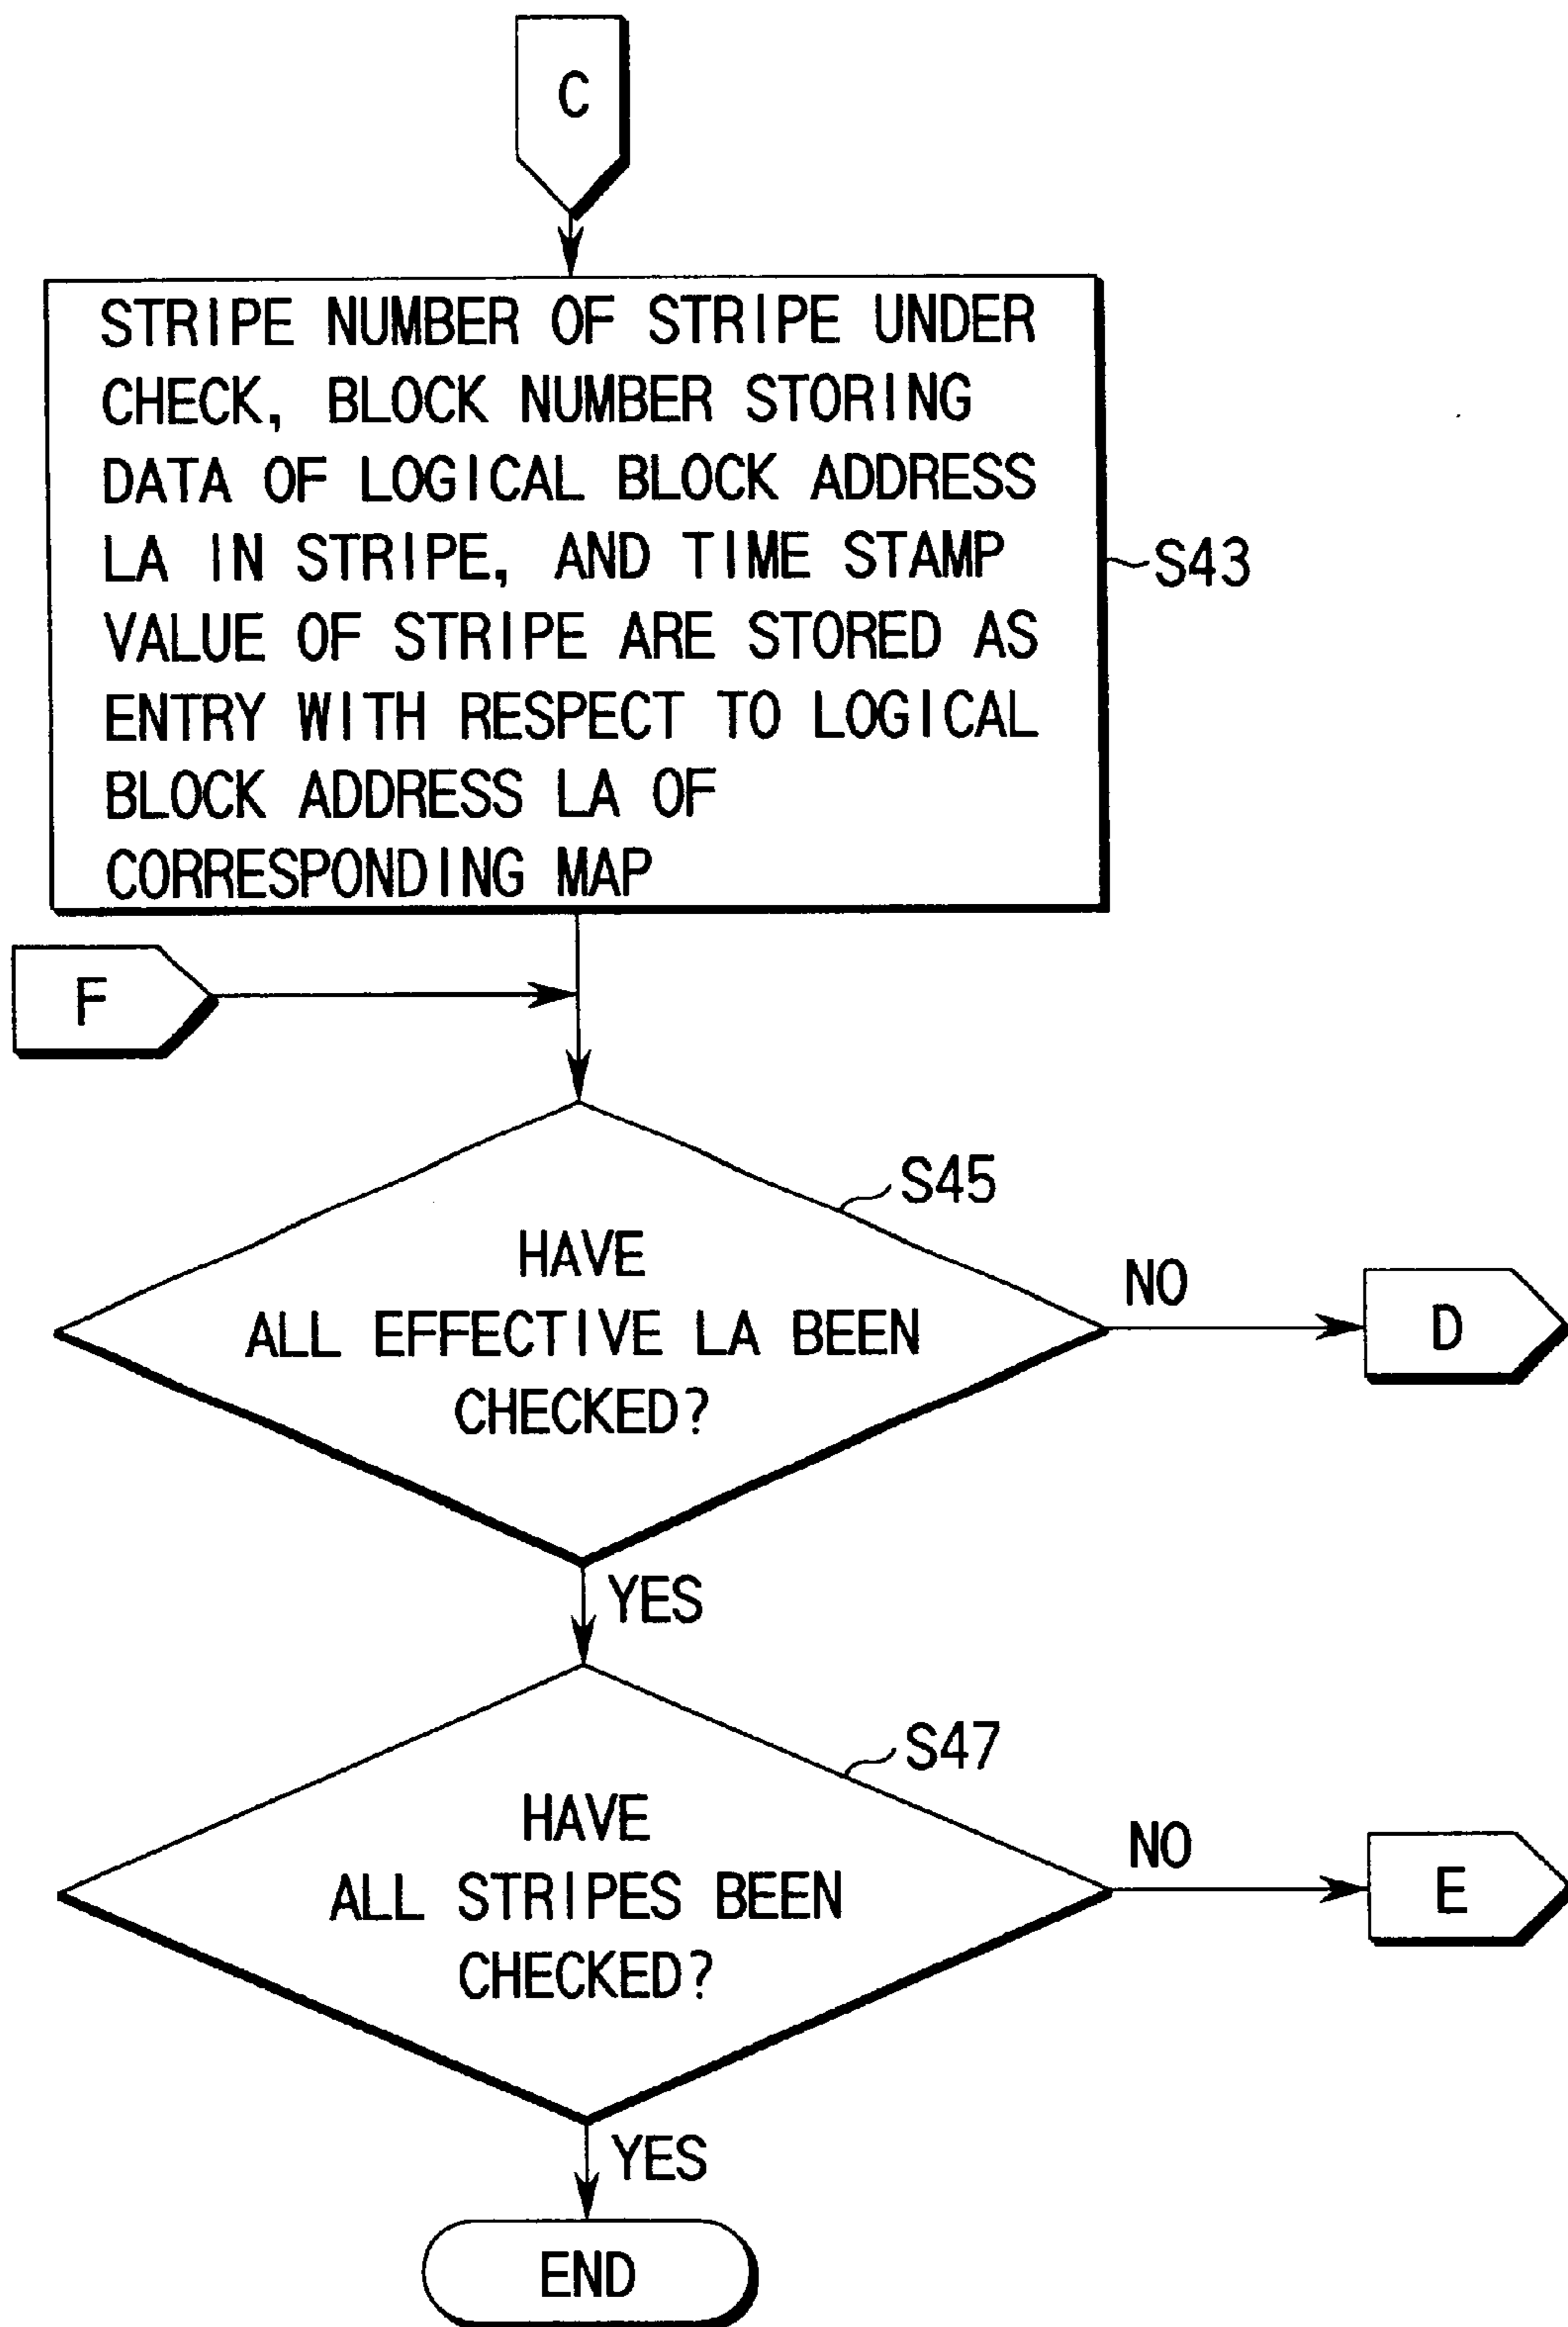 C
STRIPE NUMBER OF STRIPE UNDER
CHECK, BLOCK NUMBER STORING
DATA OF LOGICAL BLOCK ADDRESS
LA IN STRIPE, AND TIME STAMP
VALUE OF STRIPE ARE STORED AS
ENTRY WITH RESPECT TO LOGICAL
BLOCK ADDRESS LA OF
CORRESPONDING MAP
S43
F
S45
HAVE
ALL EFFECTIVE LA BEEN
CHECKED?
NO
D
YES
S47
HAVE
ALL STRIPES BEEN
CHECKED?
NO
E
YES
END